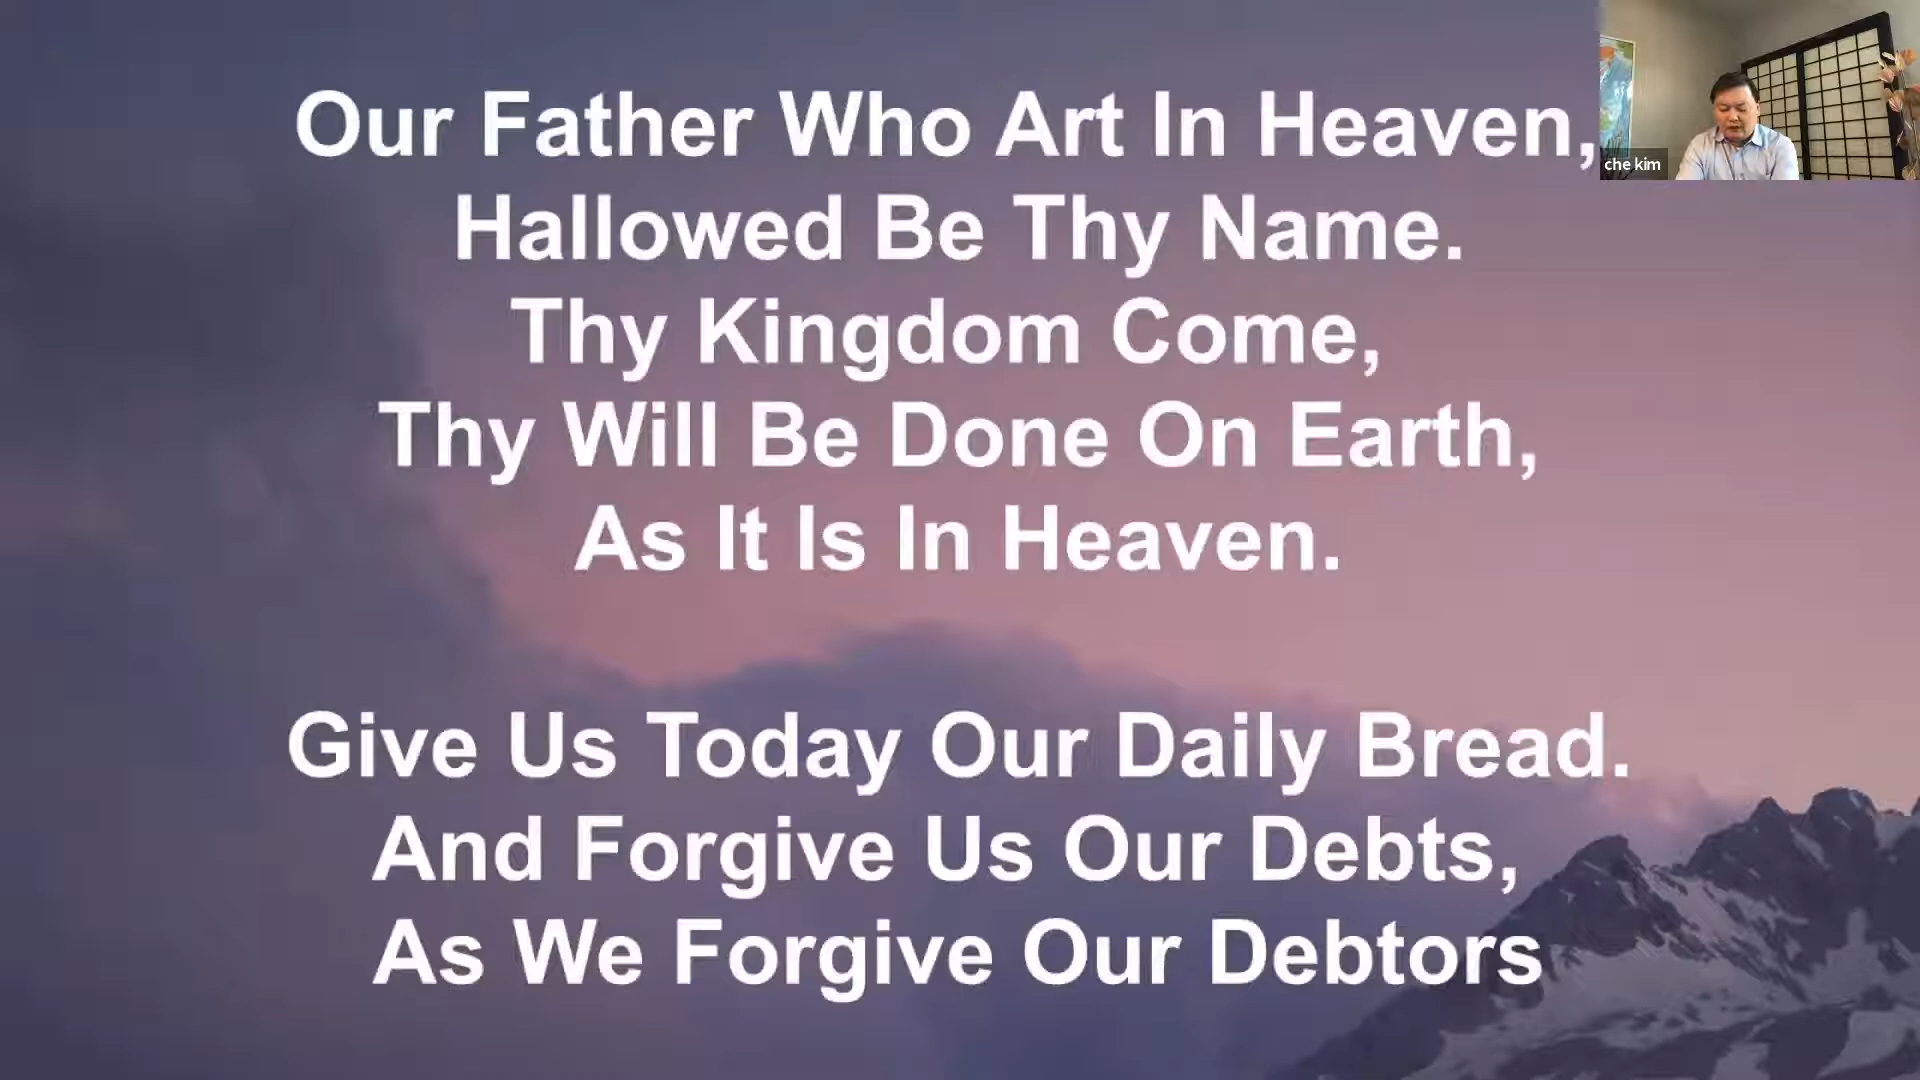 Our Father Who Art In Heaven,
Hallowed Be Thy Name.
Thy Kingdom Come,
Thy Will Be Done On Earth,
As It Is In Heaven.
Give Us Today Our Daily Bread.
And Forgive Us Our Debts,
As We Forgive Our Debtors
che kim